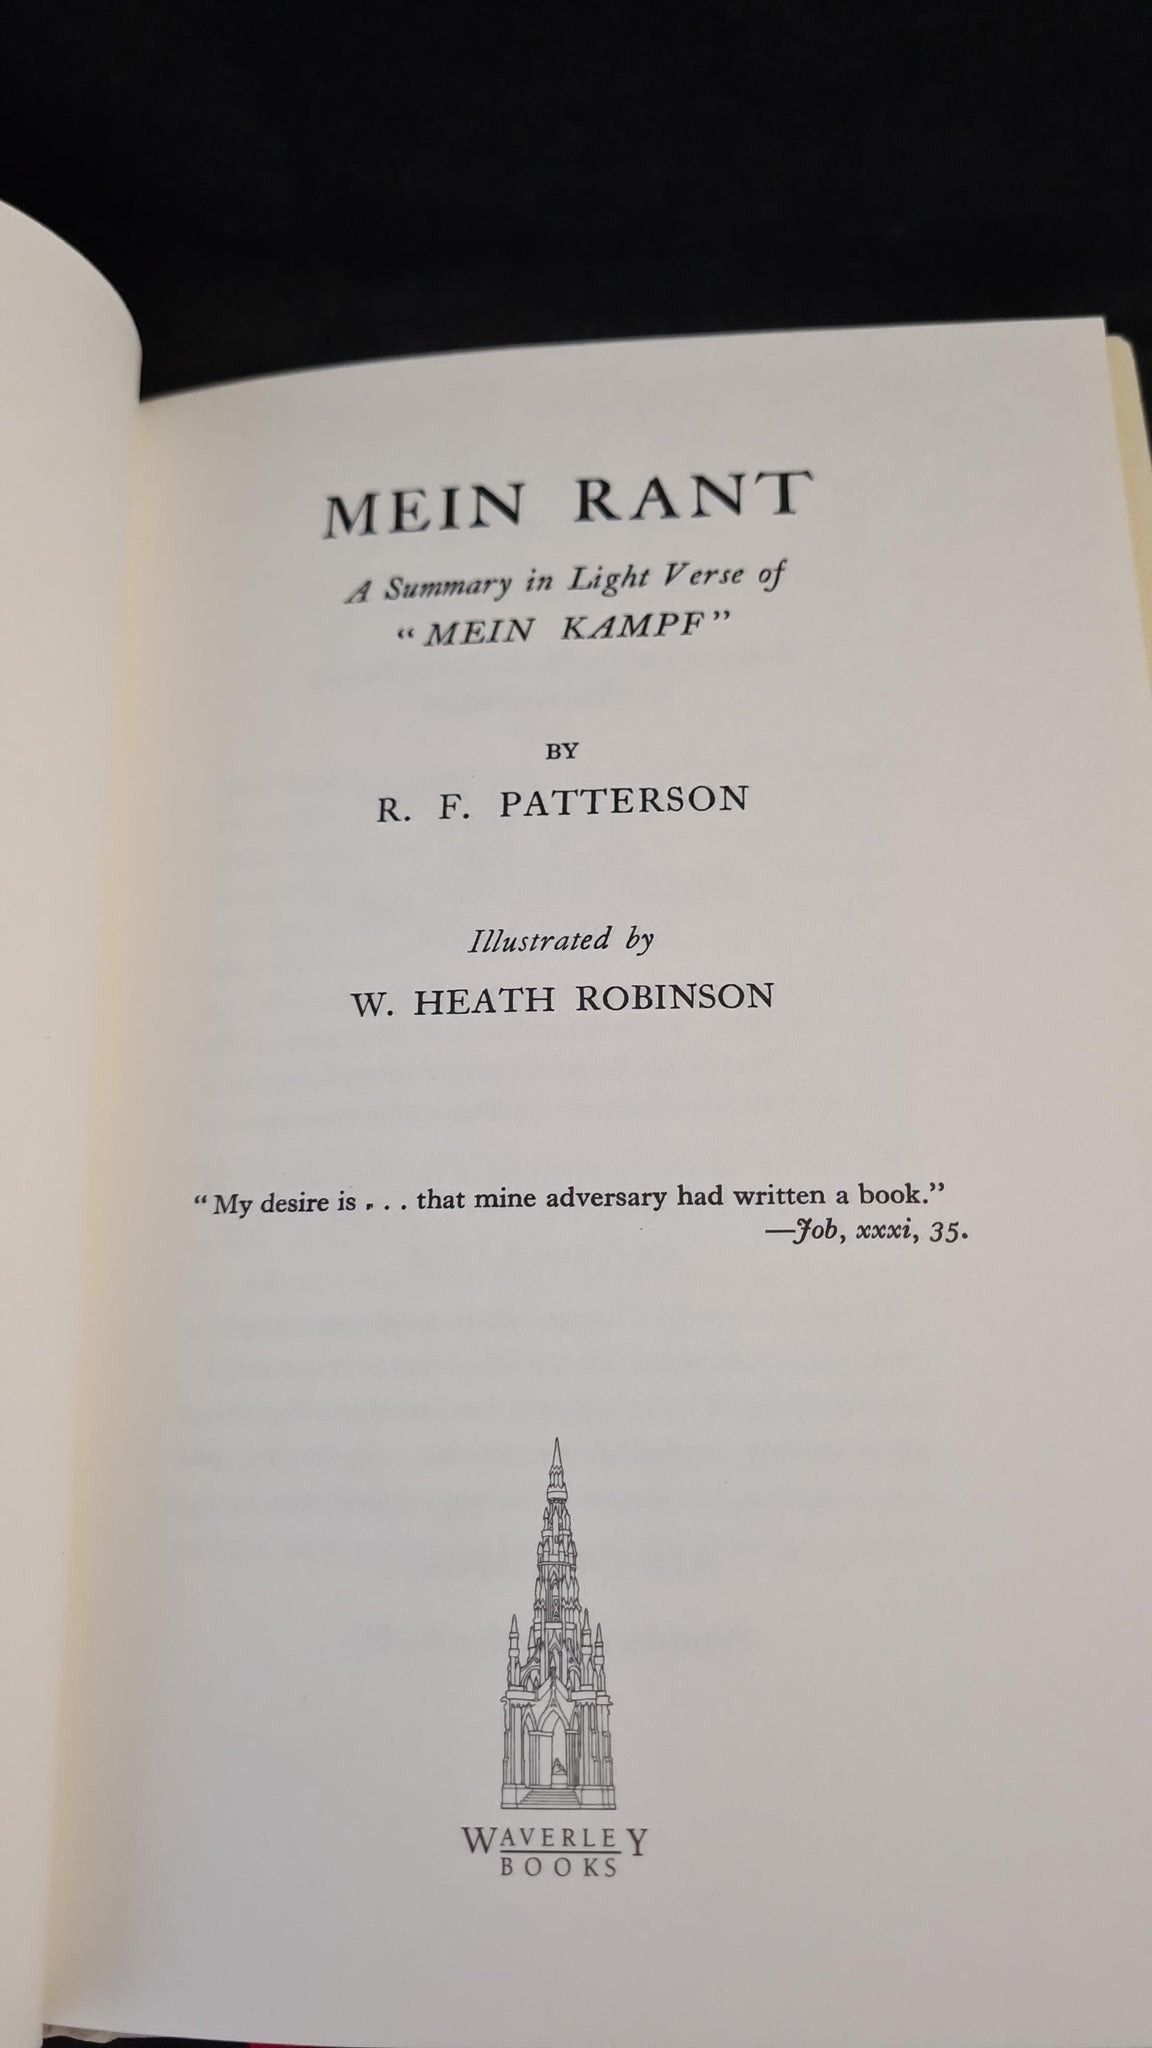 MEIN RANT
A Summary in Light Verse of
"MEIN KAMPF"
BY
R. F. PATTERSON
Illustrated by
W. HEATH ROBINSON
"My desire is . . . that mine adversary had written a book."
—Job, xxxi, 35.
WAVERLEY
BOOKS